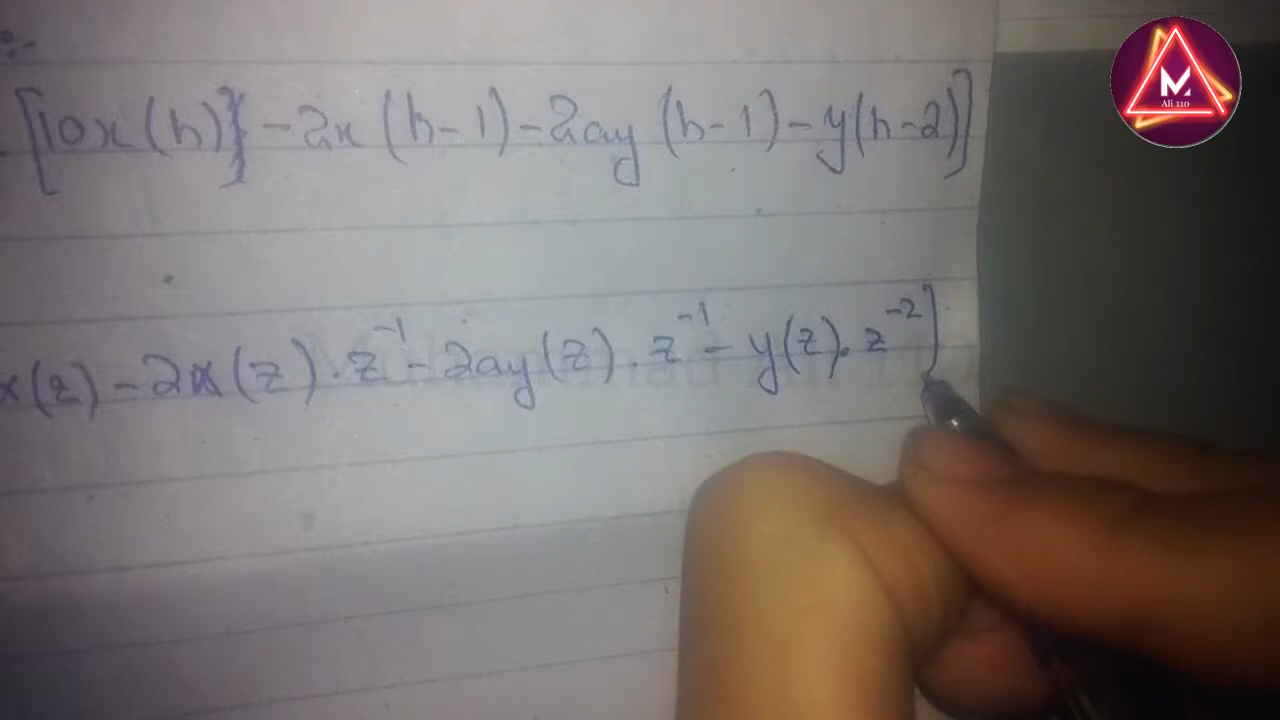 :-
[10x(n)} - 2x(n-1) - 2ay(n-1) - y(n-2)]
x(z) - 2x(z).z⁻¹ - 2ay(z).z⁻¹ - y(z).z⁻²]
M.
Ali 110